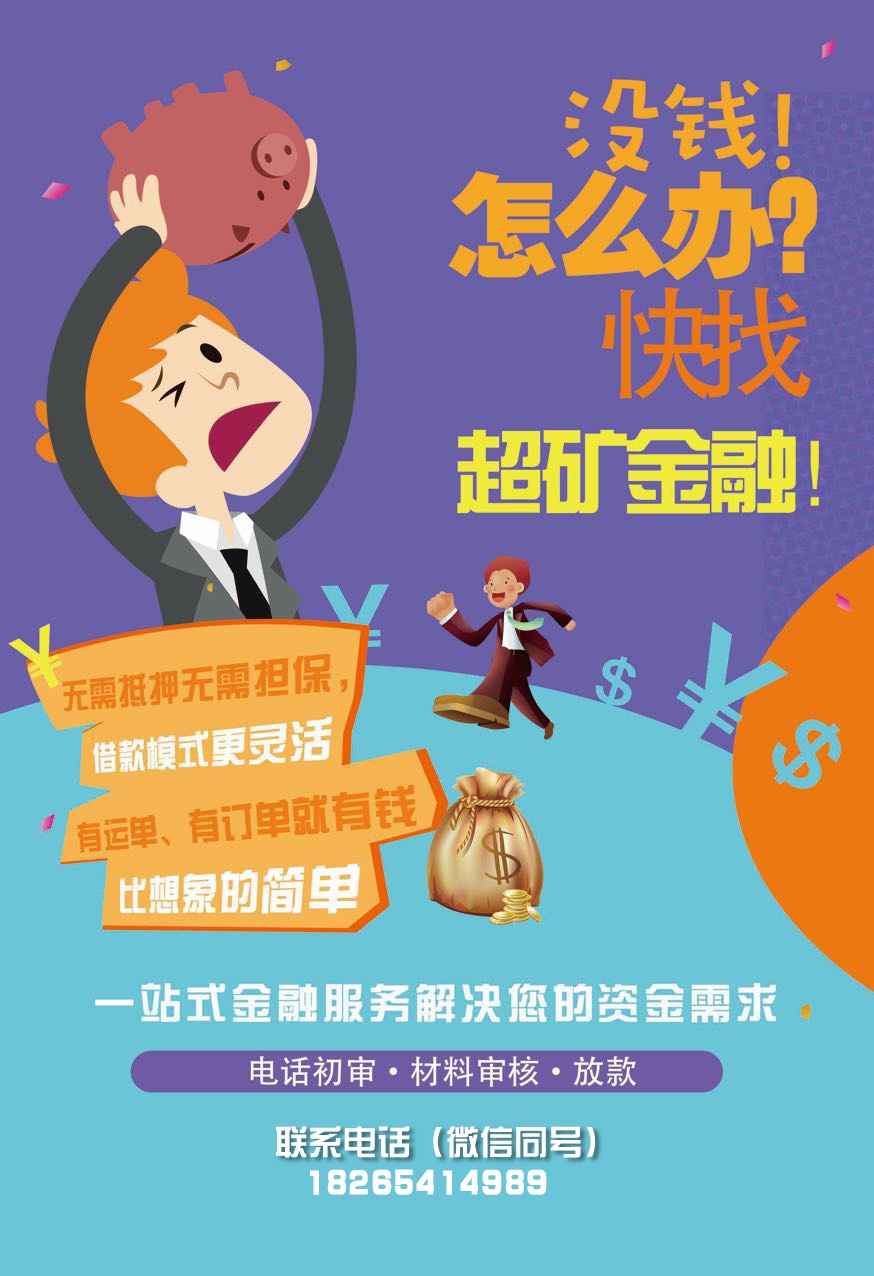 没钱！
怎么办？
快找
超矿金融！
无需抵押无需担保，
借款模式更灵活
有运单、有订单就有钱
比想象的简单
一站式金融服务解决您的资金需求
电话初审·材料审核·放款
联系电话（微信同号）
18265414989